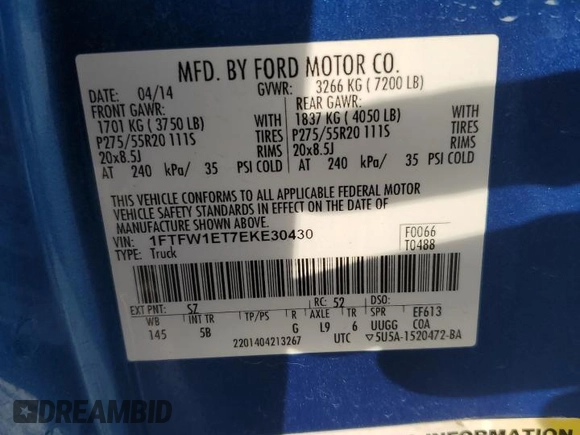 MFD. BY FORD MOTOR CO.
DATE: 04/14 GVWR: 3266 KG ( 7200 LB)
FRONT GAWR: REAR GAWR:
1701 KG ( 3750 LB) 1837 KG ( 4050 LB)
P275/55R20 111S TIRES P275/55R20 111S TIRES
20x8.5J RIMS 20x8.5J RIMS
AT 240 kPa/ 35 PSI COLD AT 240 kPa/ 35 PSI COLD
THIS VEHICLE CONFORMS TO ALL APPLICABLE FEDERAL MOTOR
VEHICLE SAFETY STANDARDS IN EFFECT ON THE DATE OF
MANUFACTURE SHOWN ABOVE.
VIN: 1FTFW1ET7EKE30430 F0066
TYPE: Truck T0488
EXT PNT: SZ RC: 52 DSO:
WB INT TR TP/PS R AXLE TR SPR EF613
145 5B G L9 6 UUGG COA
2201404213267 UTC ▽5U5A-1520472-BA
DREAMBID
INFORMATION